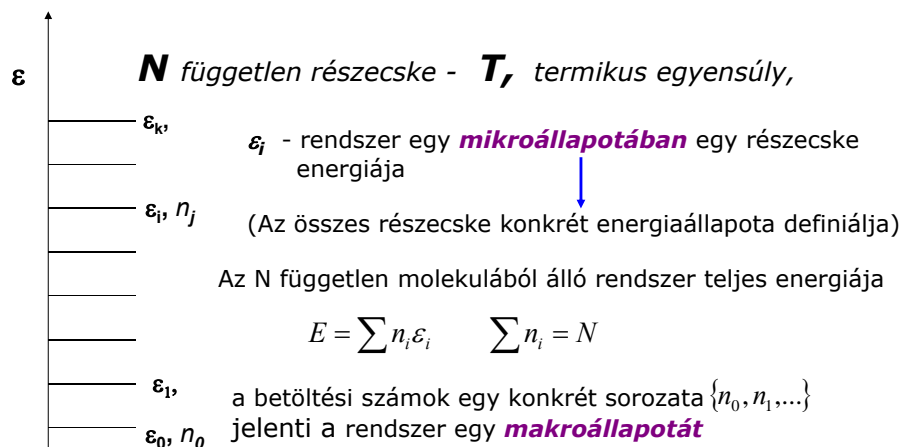 ε
N független részecske - T, termikus egyensúly,
εk,
εi - rendszer egy mikroállapotában egy részecske
energiája
εi, nj
(Az összes részecske konkrét energiaállapota definiálja)
Az N független molekulából álló rendszer teljes energiája
E = ∑ niεi ∑ ni = N
ε1,
a betöltési számok egy konkrét sorozata {n0, n1,...}
ε0, n0
jelenti a rendszer egy makroállapotát